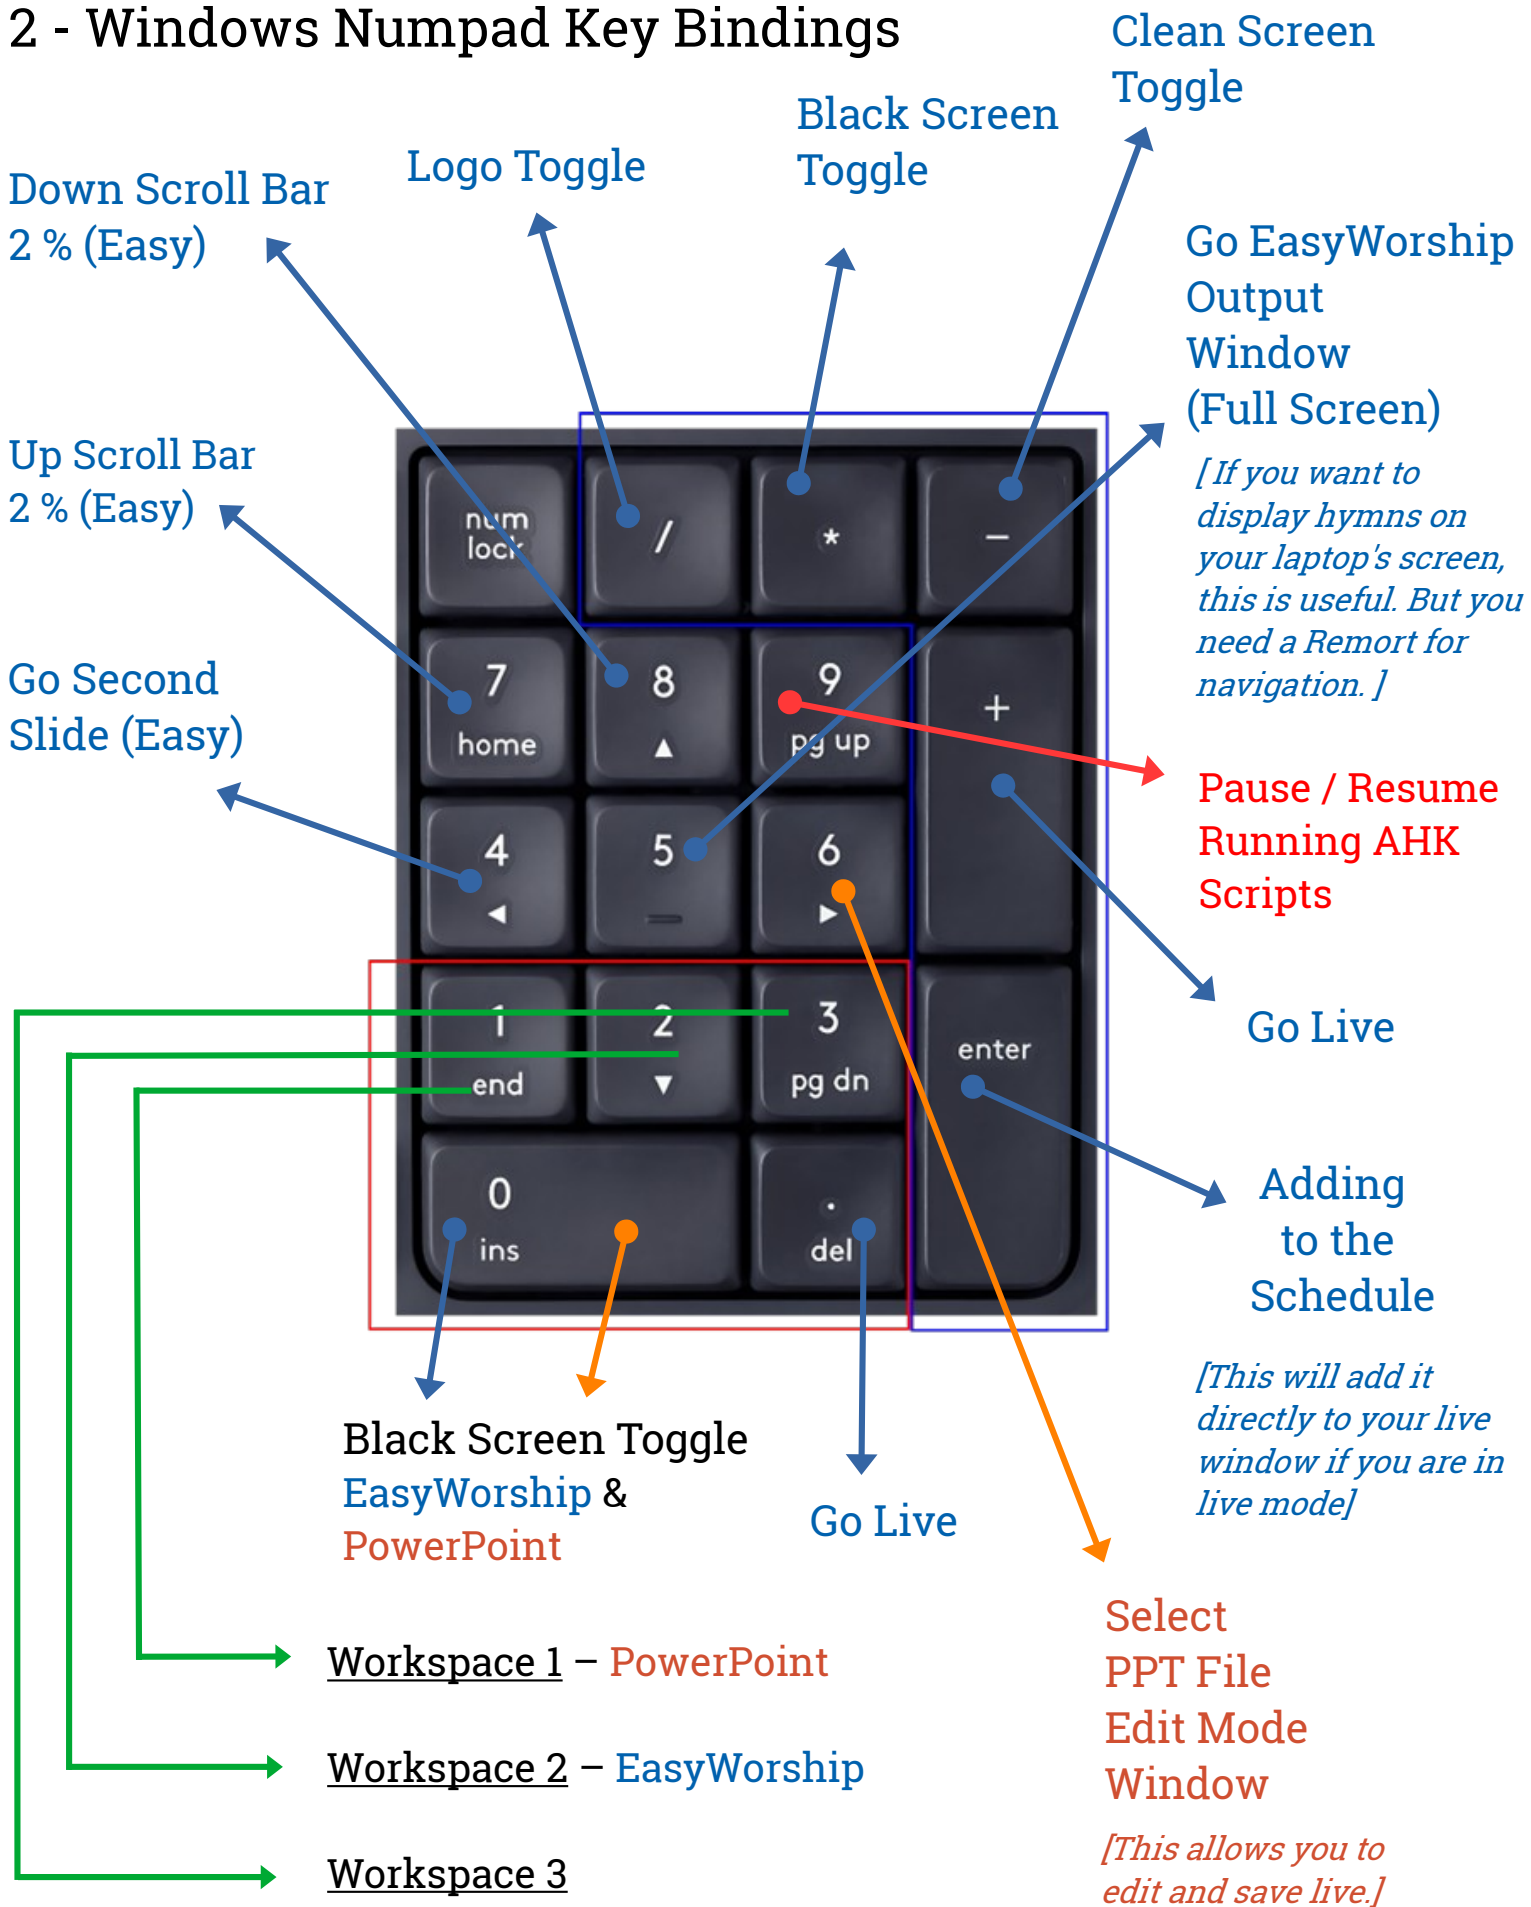 2 - Windows Numpad Key Bindings
Clean Screen
Toggle
Black Screen
Toggle
Logo Toggle
Down Scroll Bar
2 % (Easy)
Go EasyWorship
Output
Window
(Full Screen)
[ If you want to
display hymns on
your laptop's screen,
this is useful. But you
need a Remort for
navigation. ]
Up Scroll Bar
2 % (Easy)
Go Second
Slide (Easy)
num
lock
/
*
–
7
home
8
▲
9
pg up
+
4
◀
5
6
▶
1
end
2
▼
3
pg dn
enter
0
ins
.
del
Pause / Resume
Running AHK
Scripts
Go Live
Adding
to the
Schedule
[This will add it
directly to your live
window if you are in
live mode]
Black Screen Toggle
EasyWorship &
PowerPoint
Go Live
Select
PPT File
Edit Mode
Window
[This allows you to
edit and save live.]
Workspace 1 – PowerPoint
Workspace 2 – EasyWorship
Workspace 3